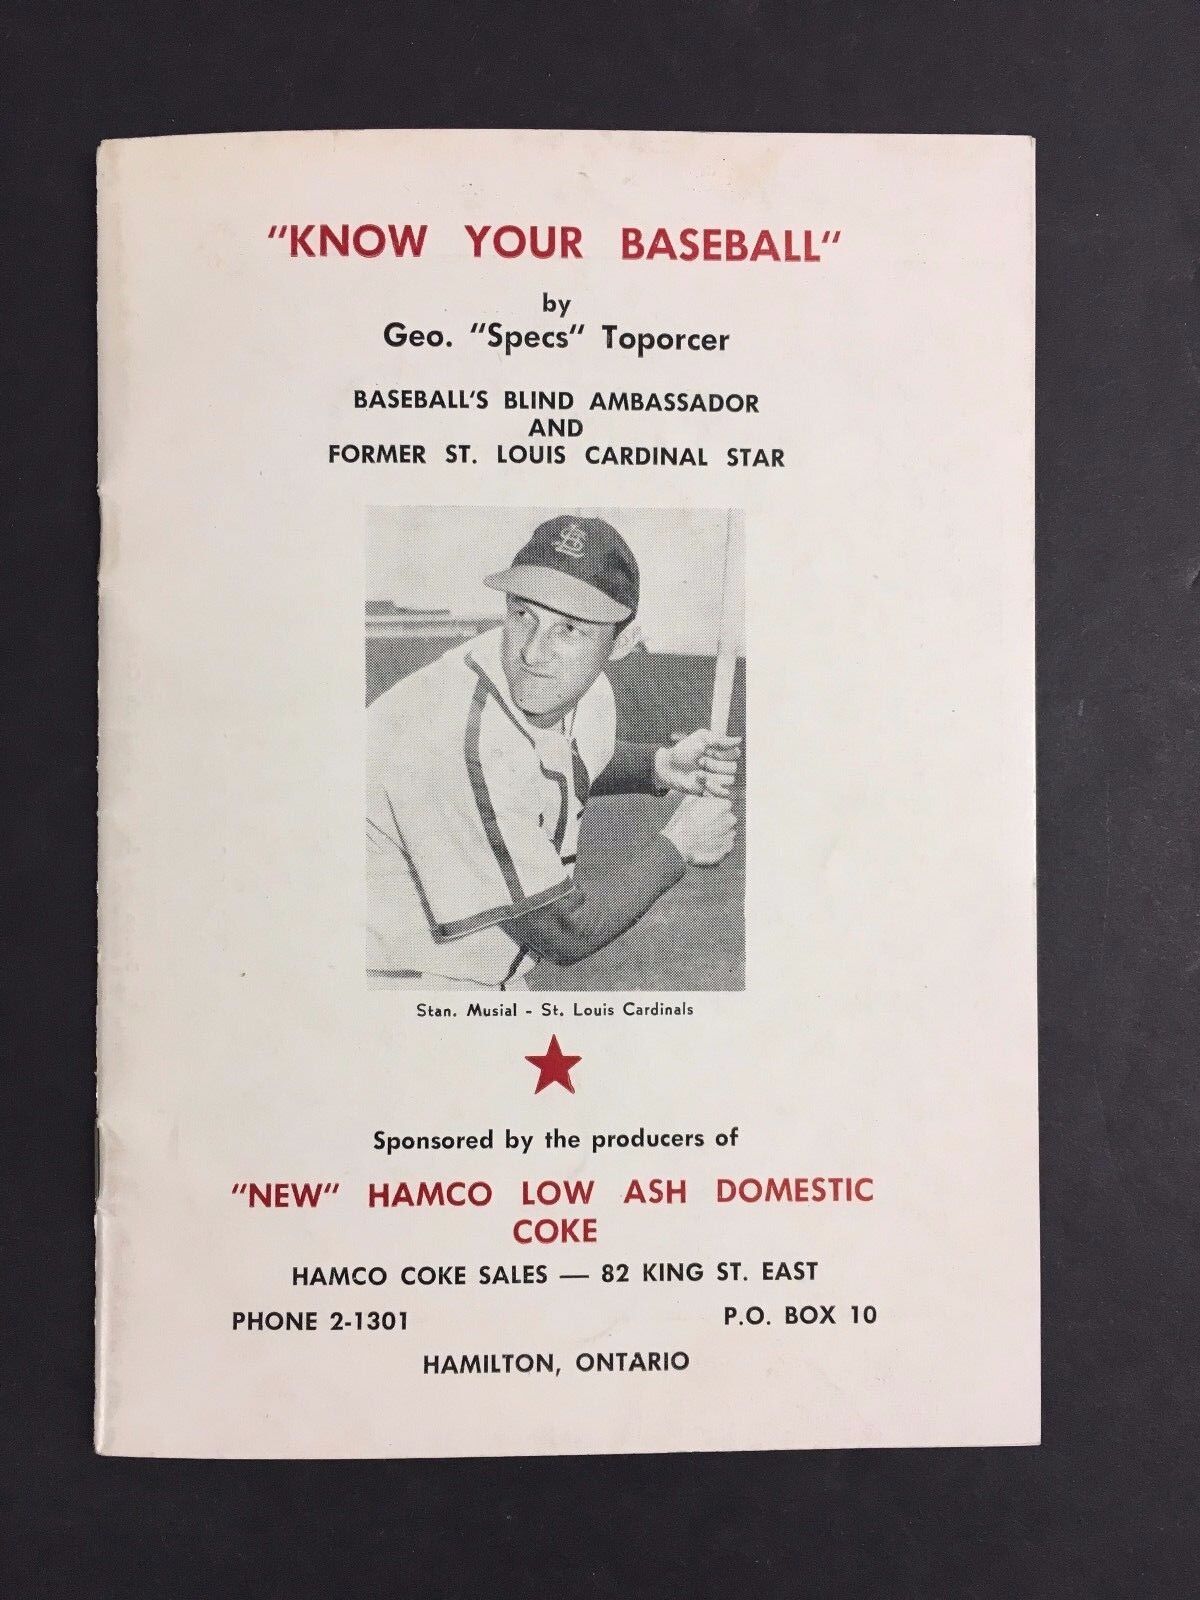 "KNOW YOUR BASEBALL"
by
Geo. "Specs" Toporcer
BASEBALL'S BLIND AMBASSADOR
AND
FORMER ST. LOUIS CARDINAL STAR
STL
Stan. Musial - St. Louis Cardinals
Sponsored by the producers of
"NEW" HAMCO LOW ASH DOMESTIC
COKE
HAMCO COKE SALES — 82 KING ST. EAST
PHONE 2-1301 P.O. BOX 10
HAMILTON, ONTARIO